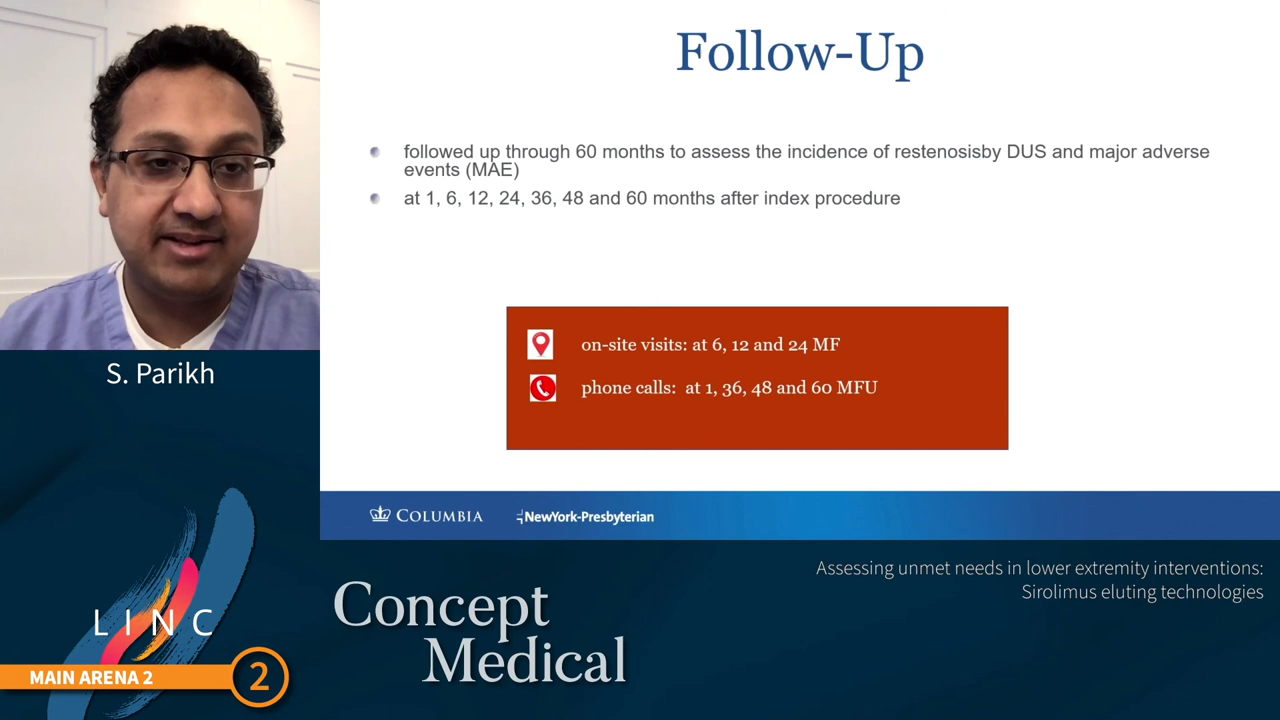 Follow-Up
followed up through 60 months to assess the incidence of restenosisby DUS and major adverse
events (MAE)
at 1, 6, 12, 24, 36, 48 and 60 months after index procedure
on-site visits: at 6, 12 and 24 MF
phone calls: at 1, 36, 48 and 60 MFU
COLUMBIA
NewYork-Presbyterian
S. Parikh
LINC
MAIN ARENA 2
2
Concept
Medical
Assessing unmet needs in lower extremity interventions:
Sirolimus eluting technologies